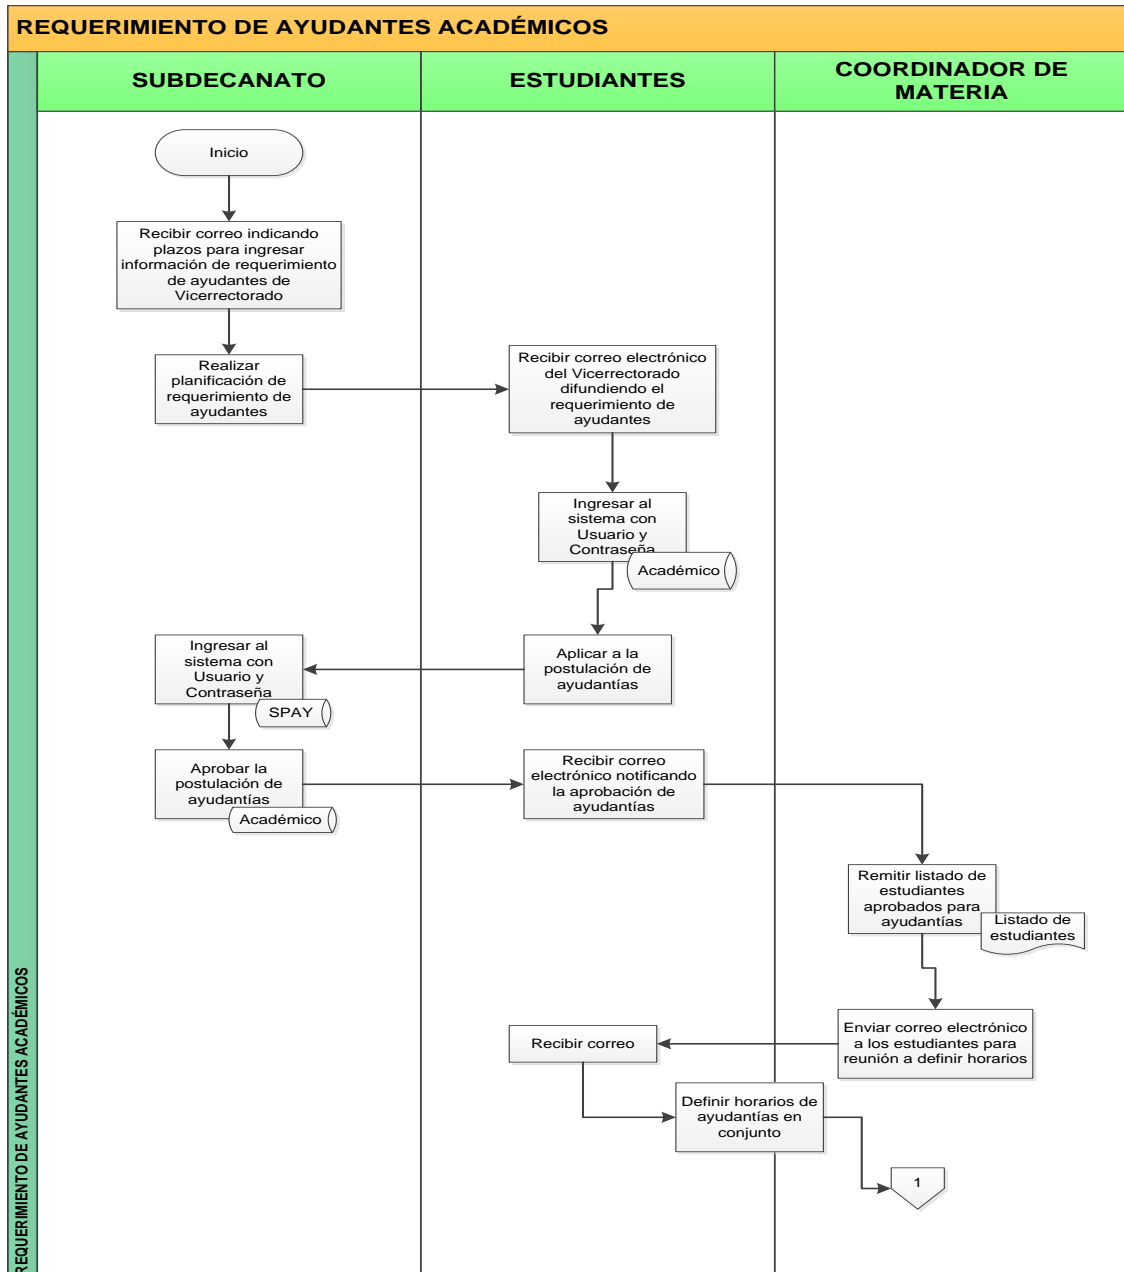 REQUERIMIENTO DE AYUDANTES ACADÉMICOS
SUBDECANATO
ESTUDIANTES
COORDINADOR DE
MATERIA
REQUERIMIENTO DE AYUDANTES ACADÉMICOS
Inicio
Recibir correo indicando
plazos para ingresar
información de requerimiento
de ayudantes de
Vicerrectorado
Realizar
planificación de
requerimiento de
ayudantes
Recibir correo electrónico
del Vicerrectorado
difundiendo el
requerimiento de
ayudantes
Ingresar al
sistema con
Usuario y
Contraseña
Académico
Aplicar a la
postulación de
ayudantías
Ingresar al
sistema con
Usuario y
Contraseña
SPAY
Aprobar la
postulación de
ayudantías
Académico
Recibir correo
electrónico notificando
la aprobación de
ayudantías
Remitir listado de
estudiantes
aprobados para
ayudantías
Listado de
estudiantes
Enviar correo electrónico
a los estudiantes para
reunión a definir horarios
Recibir correo
Definir horarios de
ayudantías en
conjunto
1